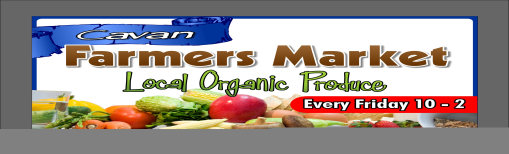 Cavan
Farmers Market
Local Organic Produce
Every Friday 10 - 2